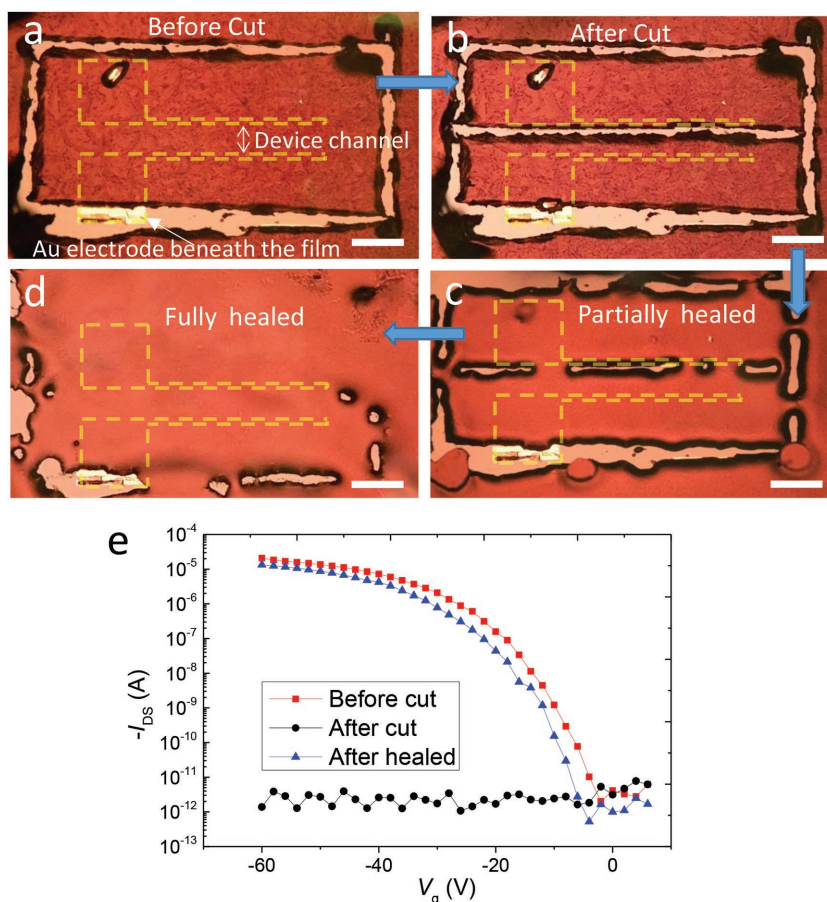 a
Before Cut
Device channel
Au electrode beneath the film
b
After Cut
d
Fully healed
c
Partially healed
e
10-4
10-5
10-6
10-7
10-8
10-9
10-10
10-11
10-12
10-13
-IDS (A)
Before cut
After cut
After healed
-60
-40
-20
0
Vg (V)